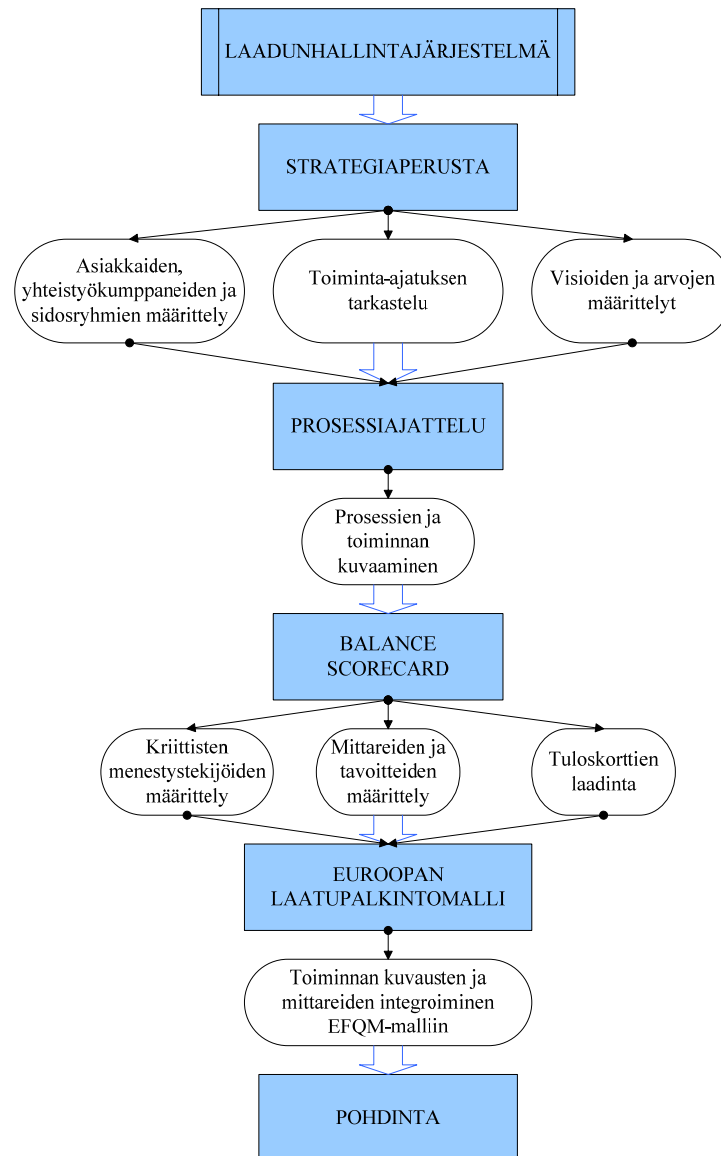 LAADUNHALLINTAJÄRJESTELMÄ
STRATEGIAPERUSTA
Asiakkaiden,
yhteistyökumppaneiden ja
sidosryhmien määrittely
Toiminta-ajatuksen
tarkastelu
Visioiden ja arvojen
määrittelyt
PROSESSIAJATTELU
Prosessien ja
toiminnan
kuvaaminen
BALANCE
SCORECARD
Kriittisten
menestystekijöiden
määrittely
Mittareiden ja
tavoitteiden
määrittely
Tuloskorttien
laadinta
EUROOPAN
LAATUPALKINTOMALLI
Toiminnan kuvausten ja
mittareiden integroiminen
EFQM-malliin
POHDINTA